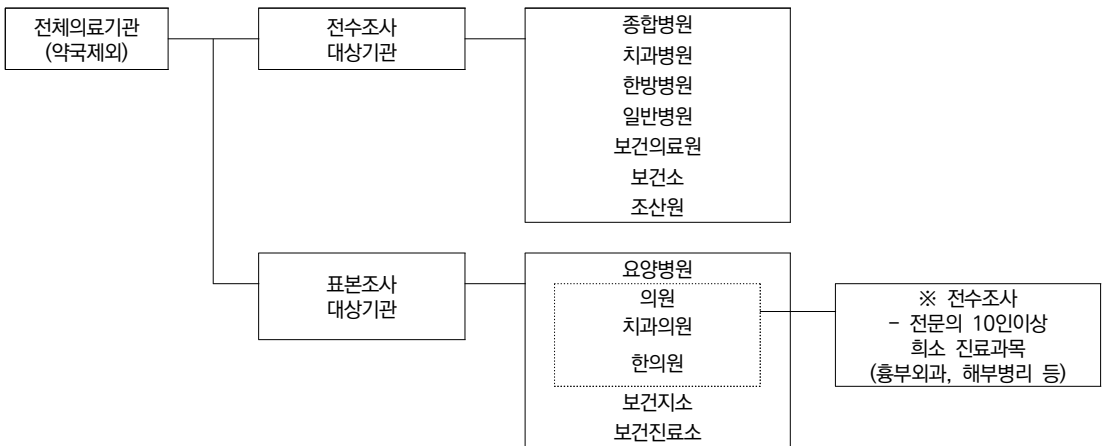 전체의료기관
(약국제외)
전수조사
대상기관
종합병원
치과병원
한방병원
일반병원
보건의료원
보건소
조산원
표본조사
대상기관
요양병원
의원
치과의원
한의원
보건지소
보건진료소
※ 전수조사
- 전문의 10인이상
희소 진료과목
(흉부외과, 해부병리 등)